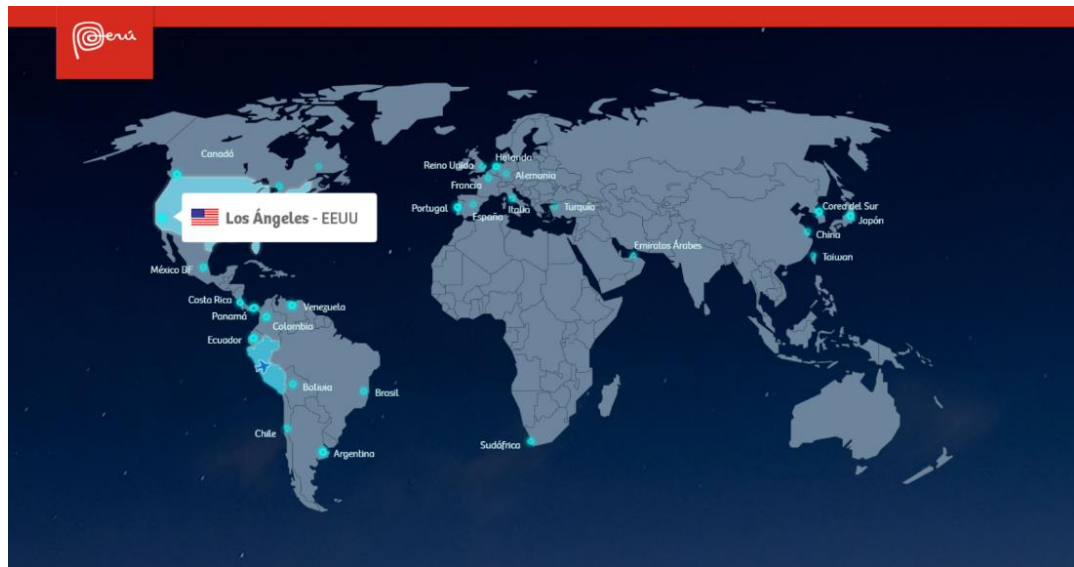 Perú
Canadá
Los Ángeles - EEUU
México DF
Costa Rica
Panamá
Venezuela
Colombia
Ecuador
Bolivia
Brasil
Chile
Argentina
Reino Unido
Holanda
Alemania
Francia
Portugal
España
Italia
Turquía
Emiratos Árabes
Sudáfrica
Corea del Sur
Japón
China
Taiwan